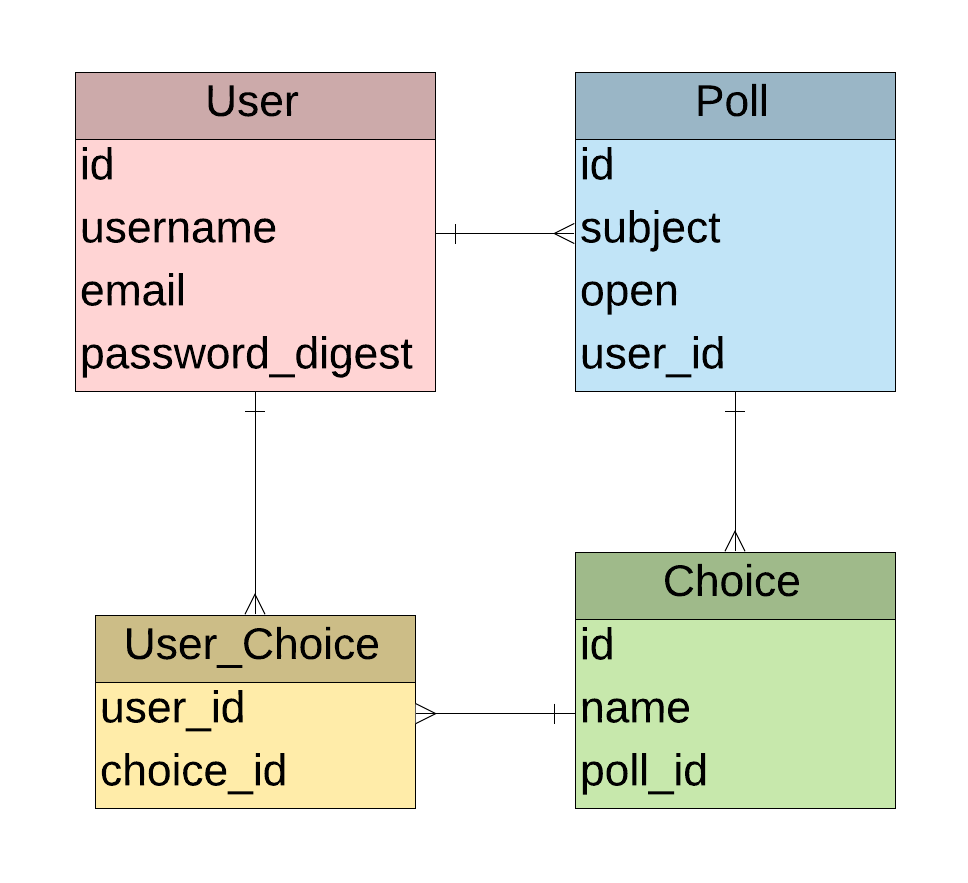 User
id
username
email
password_digest
Poll
id
subject
open
user_id
User_Choice
user_id
choice_id
Choice
id
name
poll_id